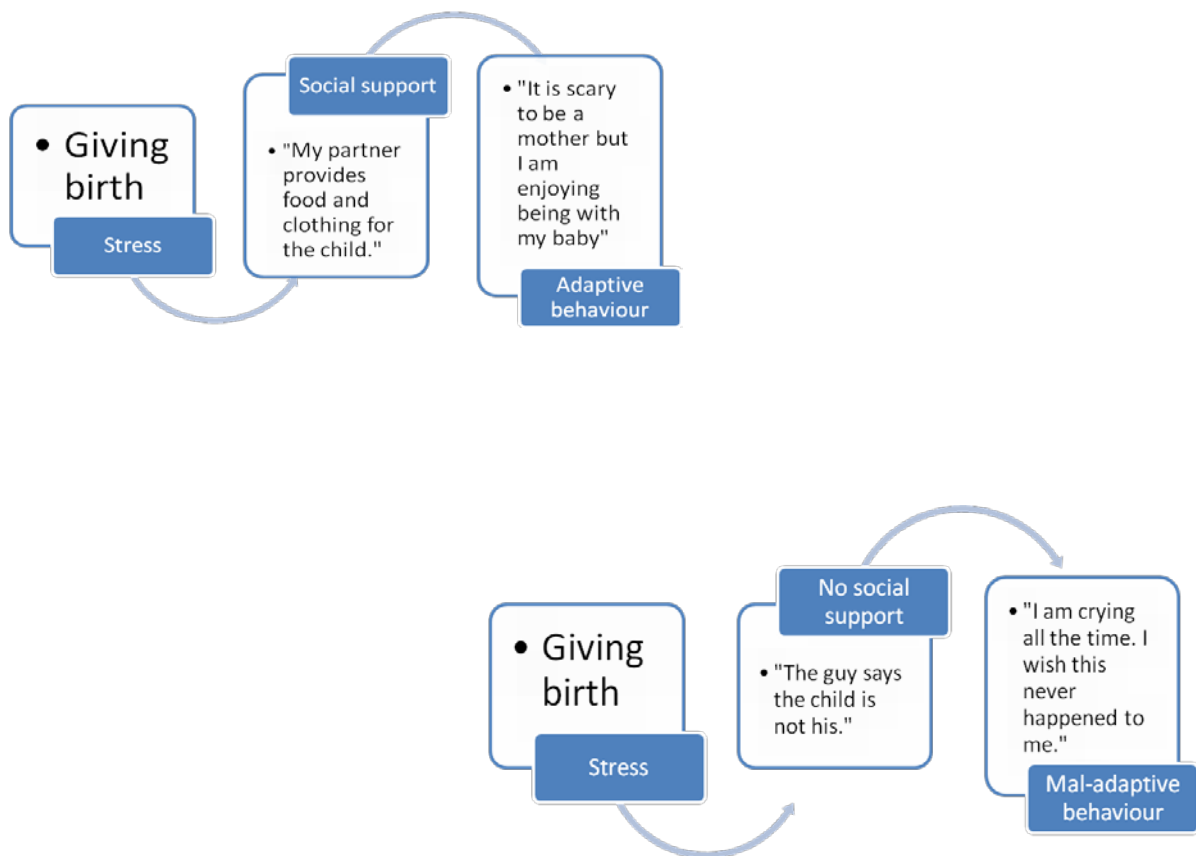 • Giving
birth
Stress
Social support
• "My partner
provides
food and
clothing for
the child."
• "It is scary
to be a
mother but
I am
enjoying
being with
my baby"
Adaptive
behaviour
• Giving
birth
Stress
No social
support
• "The guy says
the child is
not his."
• "I am crying
all the time. I
wish this
never
happened to
me."
Mal-adaptive
behaviour